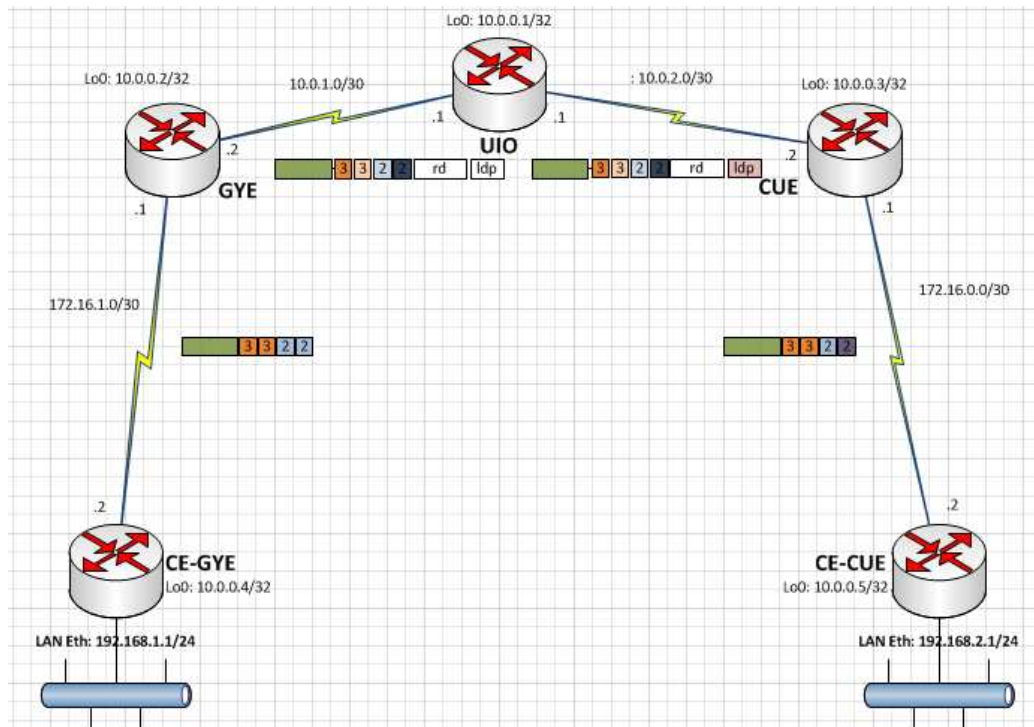 Lo0: 10.0.0.1/32
Lo0: 10.0.0.2/32
10.0.1.0/30
: 10.0.2.0/30
Lo0: 10.0.0.3/32
.1
.1
UIO
.2
.2
GYE
3 3 2 2 rd ldp
3 3 2 2 rd ldp
CUE
.1
.1
172.16.1.0/30
172.16.0.0/30
3 3 2 2
3 3 2 2
.2
.2
CE-GYE
Lo0: 10.0.0.4/32
CE-CUE
Lo0: 10.0.0.5/32
LAN Eth: 192.168.1.1/24
LAN Eth: 192.168.2.1/24